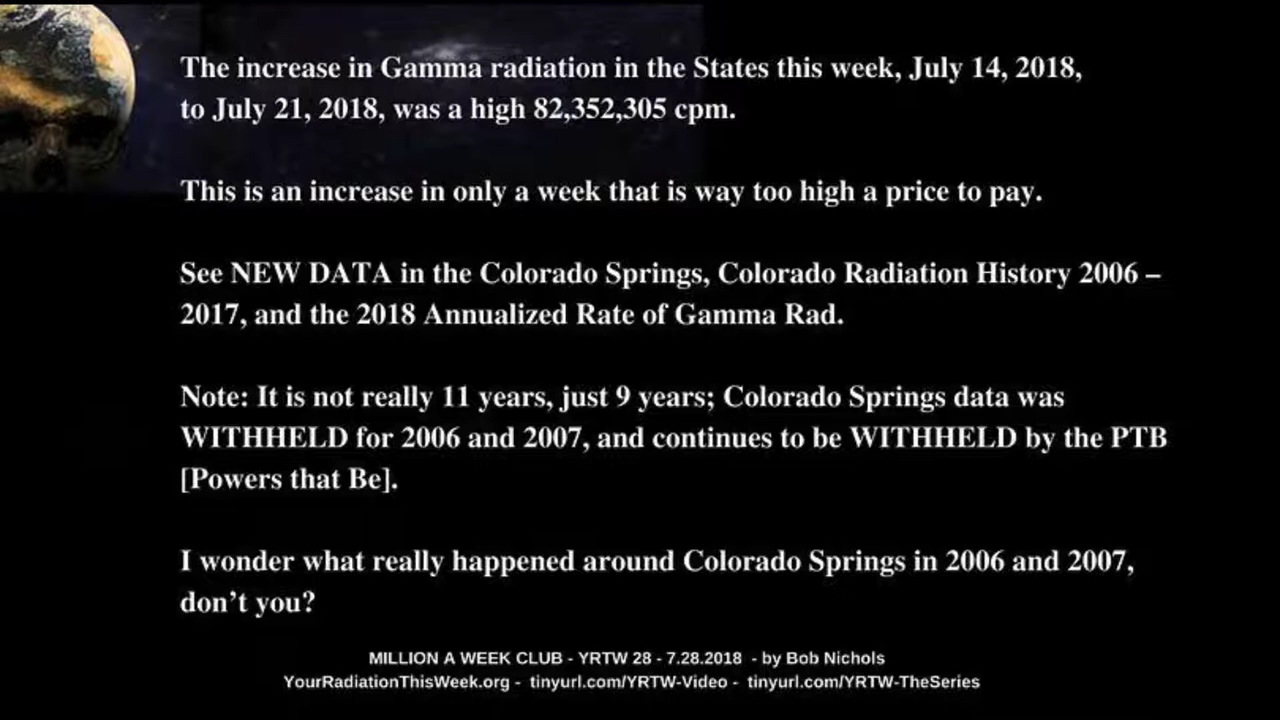 The increase in Gamma radiation in the States this week, July 14, 2018,
to July 21, 2018, was a high 82,352,305 cpm.
This is an increase in only a week that is way too high a price to pay.
See NEW DATA in the Colorado Springs, Colorado Radiation History 2006 –
2017, and the 2018 Annualized Rate of Gamma Rad.
Note: It is not really 11 years, just 9 years; Colorado Springs data was
WITHHELD for 2006 and 2007, and continues to be WITHHELD by the PTB
[Powers that Be].
I wonder what really happened around Colorado Springs in 2006 and 2007,
don’t you?
MILLION A WEEK CLUB - YRTW 28 - 7.28.2018 - by Bob Nichols
YourRadiationThisWeek.org - tinyurl.com/YRTW-Video - tinyurl.com/YRTW-TheSeries